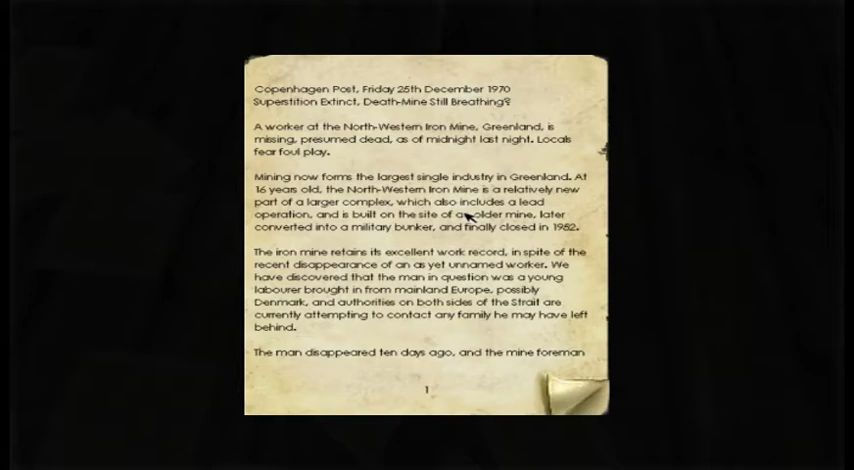 Copenhagen Post, Friday 25th December 1970
Superstition Extinct, Death-Mine Still Breathing?
A worker at the North-Western Iron Mine, Greenland, is
missing, presumed dead, as of midnight last night. Locals
fear foul play.
Mining now forms the largest single industry in Greenland. At
16 years old, the North-Western Iron Mine is a relatively new
part of a larger complex, which also includes a lead
operation, and is built on the site of an older mine, later
converted into a military bunker, and finally closed in 1952.
The iron mine retains its excellent work record, in spite of the
recent disappearance of an as yet unnamed worker. We
have discovered that the man in question was a young
labourer brought in from mainland Europe, possibly
Denmark, and authorities on both sides of the Strait are
currently attempting to contact any family he may have left
behind.
The man disappeared ten days ago, and the mine foreman
1